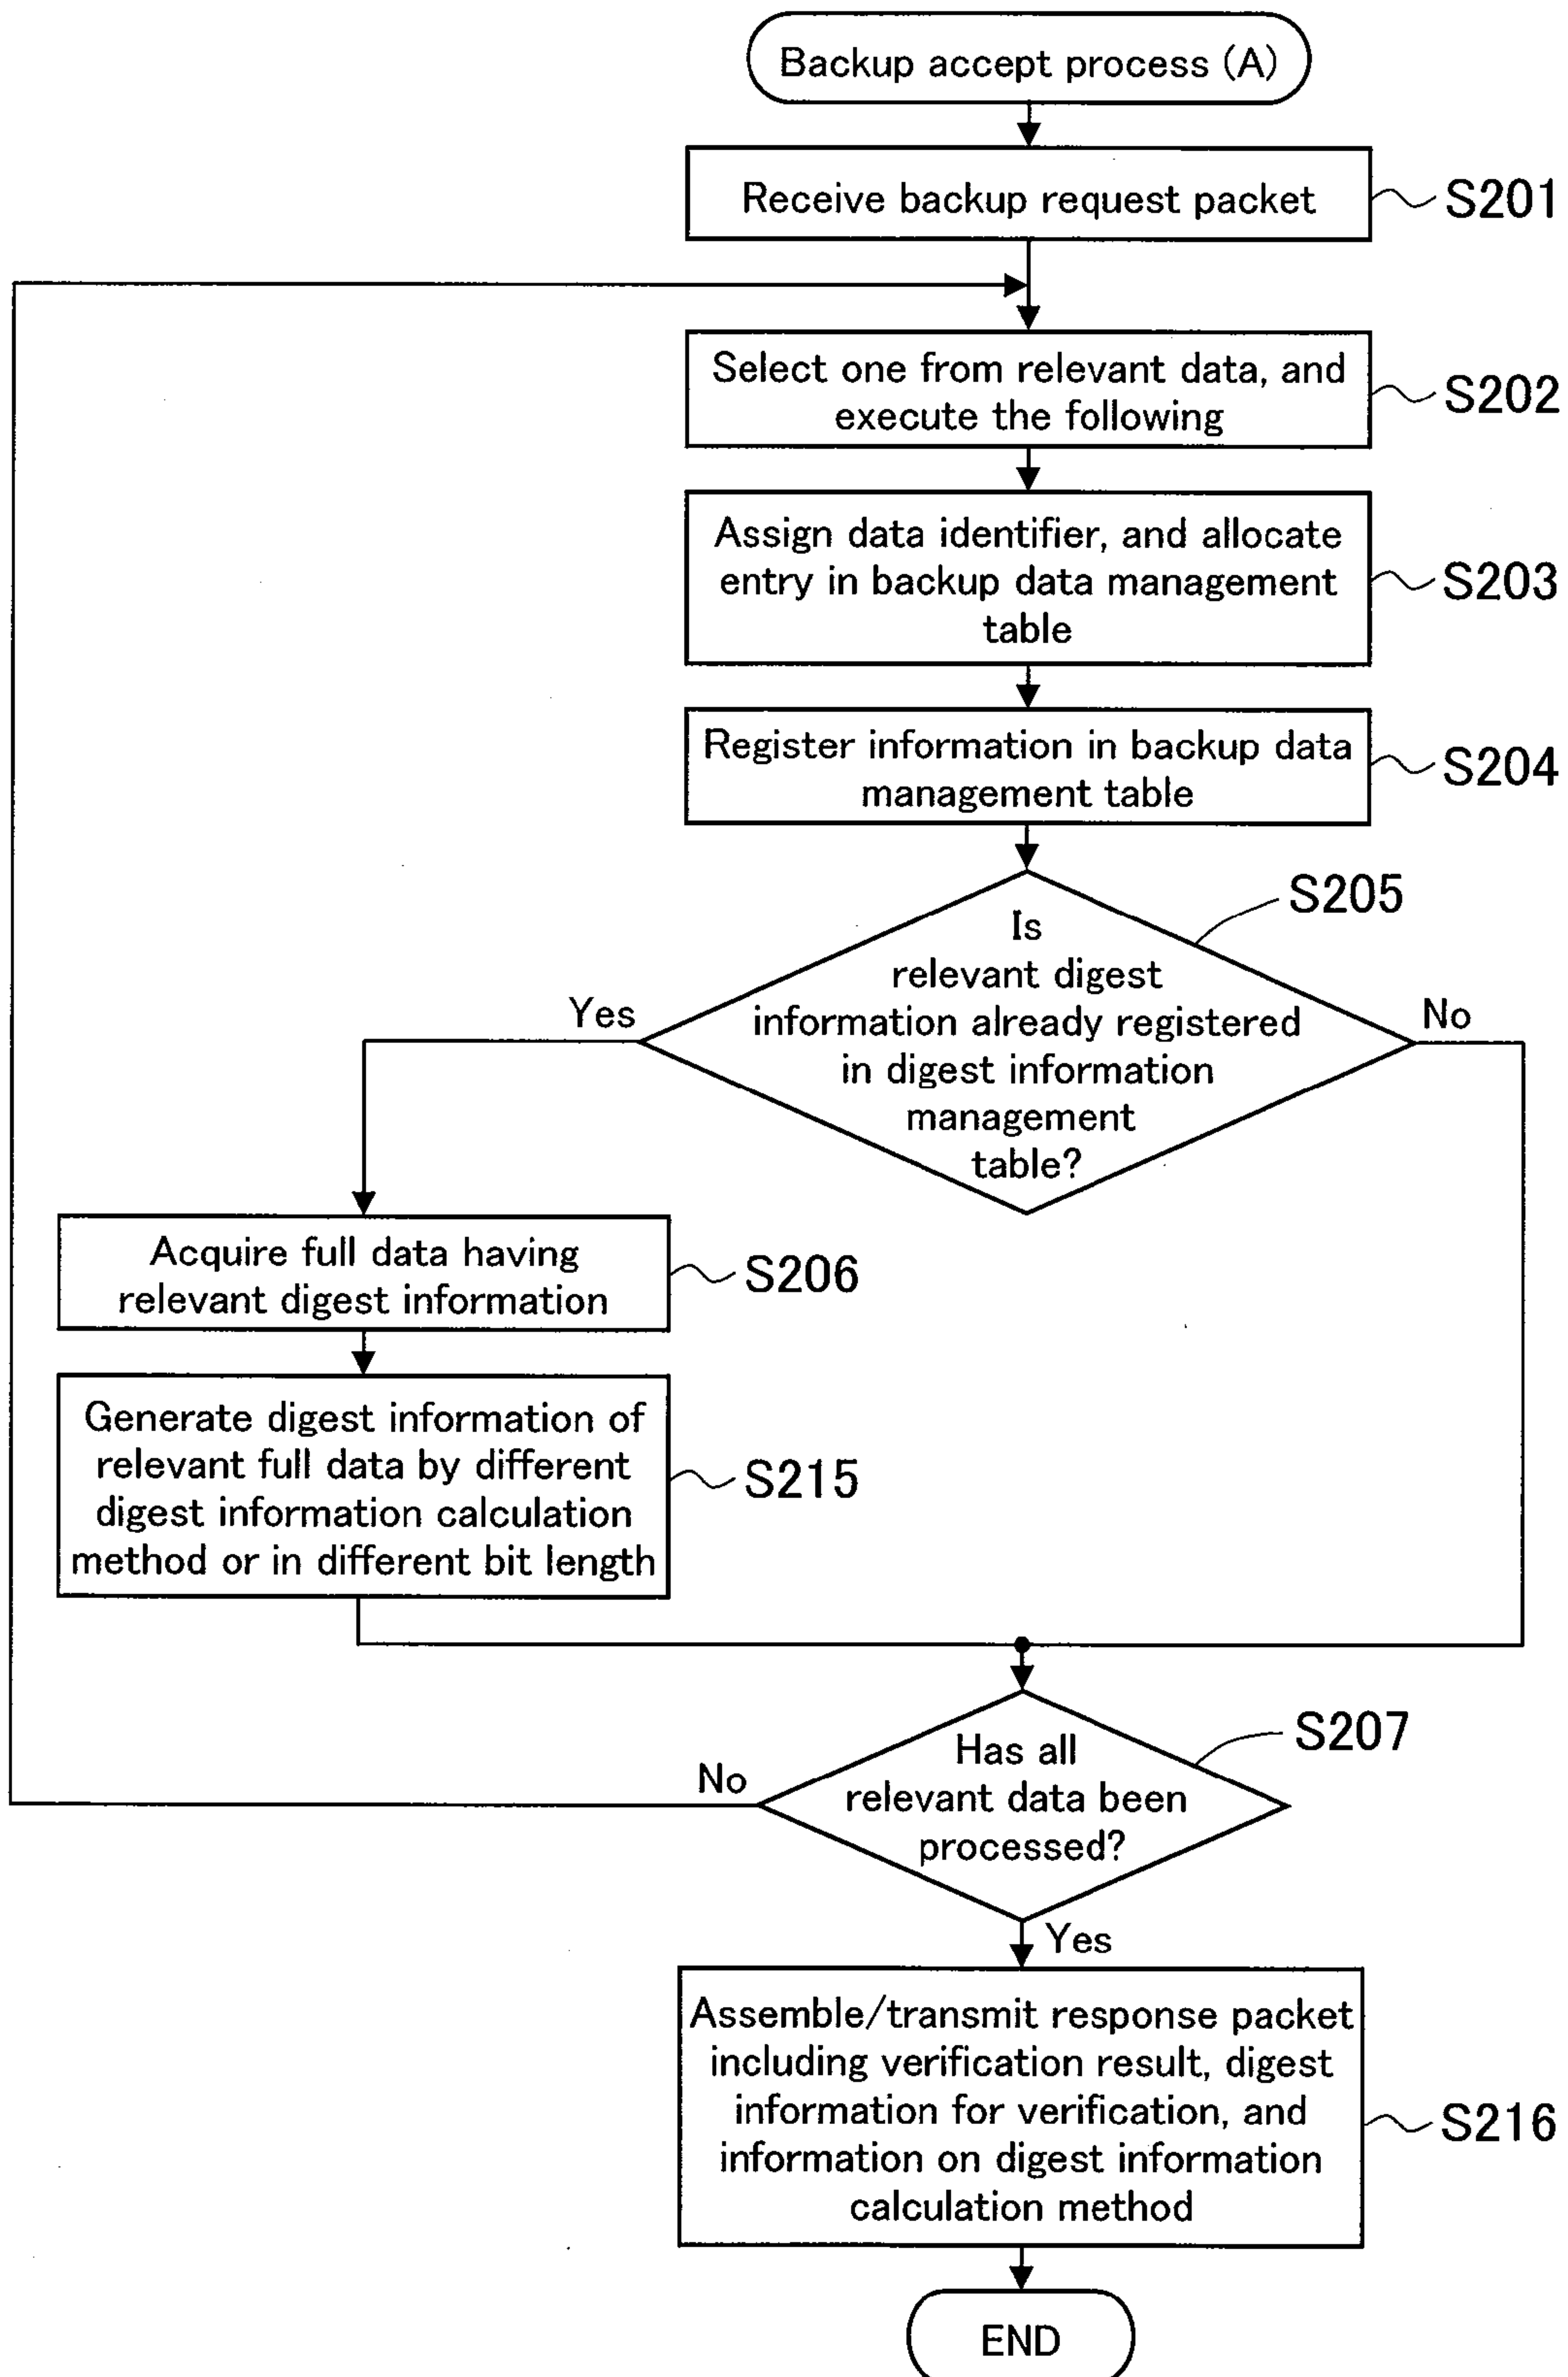 Backup accept process (A)
Receive backup request packet
S201
Select one from relevant data, and
execute the following
S202
Assign data identifier, and allocate
entry in backup data management
table
S203
Register information in backup data
management table
S204
S205
Is
relevant digest
information already registered
in digest information
management
table?
Yes
No
Acquire full data having
relevant digest information
S206
Generate digest information of
relevant full data by different
digest information calculation
method or in different bit length
S215
S207
Has all
relevant data been
processed?
No
Yes
Assemble/transmit response packet
including verification result, digest
information for verification, and
information on digest information
calculation method
S216
END